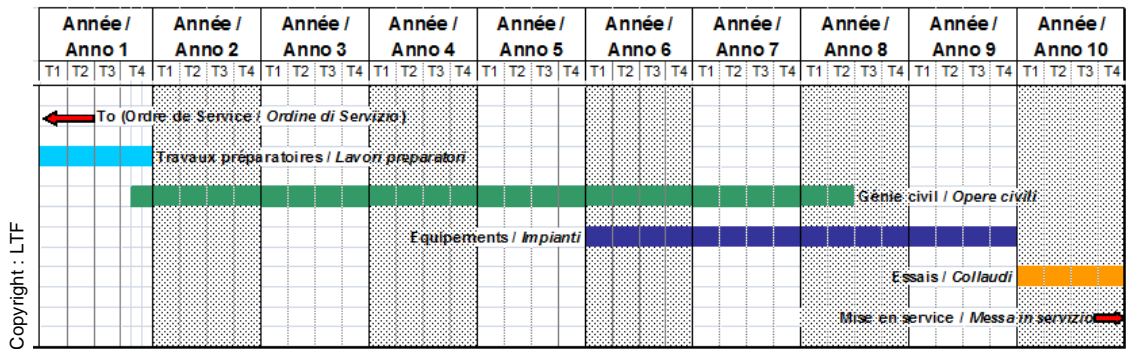 Année / Année / Année / Année / Année / Année / Année / Année / Année / Année /
Anno 1 Anno 2 Anno 3 Anno 4 Anno 5 Anno 6 Anno 7 Anno 8 Anno 9 Anno 10
T1 T2 T3 T4 T1 T2 T3 T4 T1 T2 T3 T4 T1 T2 T3 T4 T1 T2 T3 T4 T1 T2 T3 T4 T1 T2 T3 T4 T1 T2 T3 T4 T1 T2 T3 T4 T1 T2 T3 T4
To (Ordre de Service / Ordine di Servizio)
Travaux préparatoires / Lavori preparatori
Génie civil / Opere civili
Equipements / Impianti
Essais / Collaudi
Mise en service / Messa in servizio
Copyright : LTF